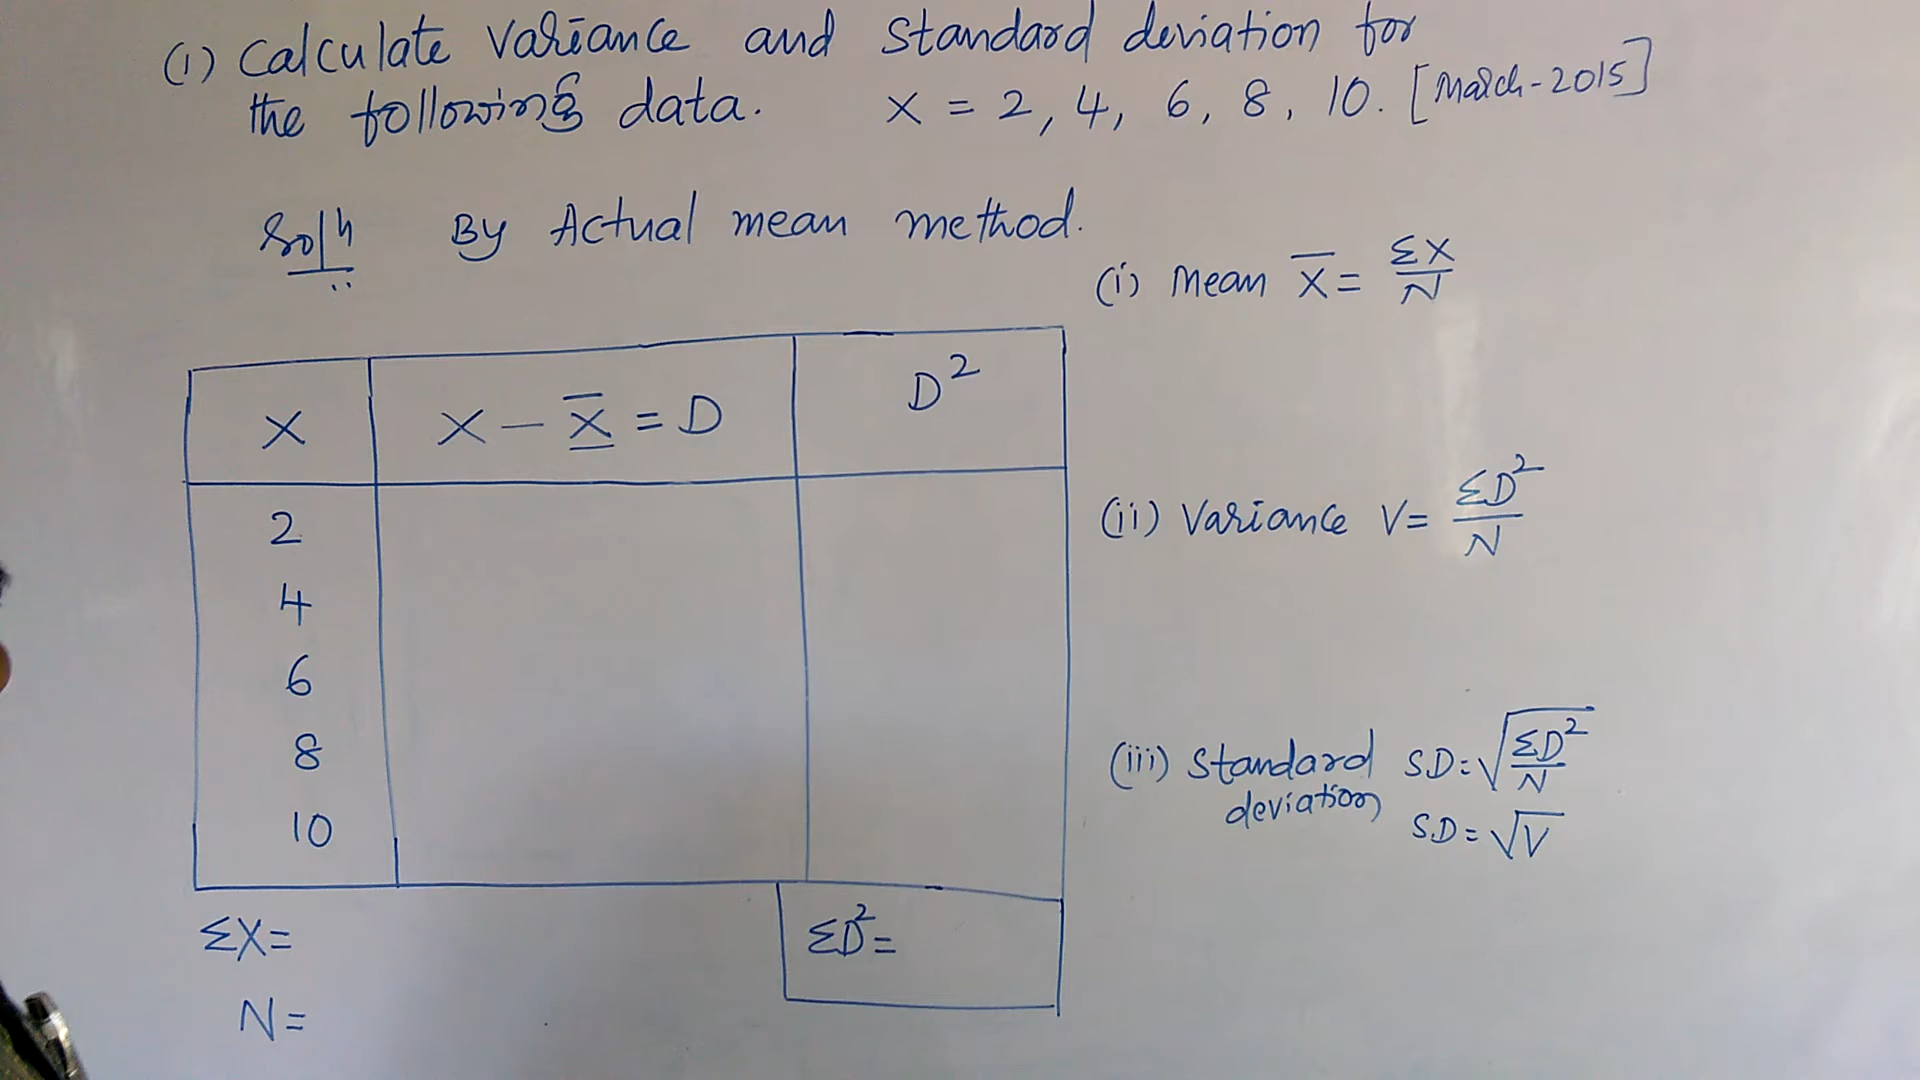 (1) Calculate Variance and standard deviation for
the following data. X = 2, 4, 6, 8, 10. [March-2015]
Soln By Actual mean method.
(i) Mean X̅ = ΣX/N
X X - X̅ = D D²
2
4
6
8
10
ΣX=
N=
ΣD²=
(ii) Variance V= ΣD²/N
(iii) Standard deviation S.D=√ΣD²/N
S.D=√V